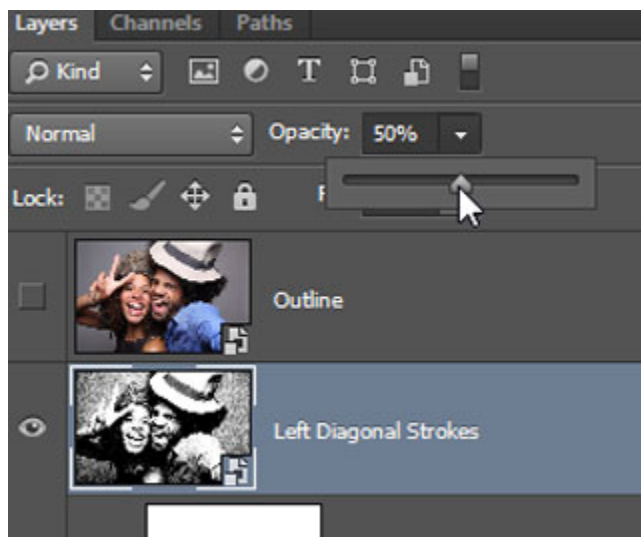 Layers Channels Paths
Kind T
Normal Opacity: 50%
Lock: F
Outline
Left Diagonal Strokes